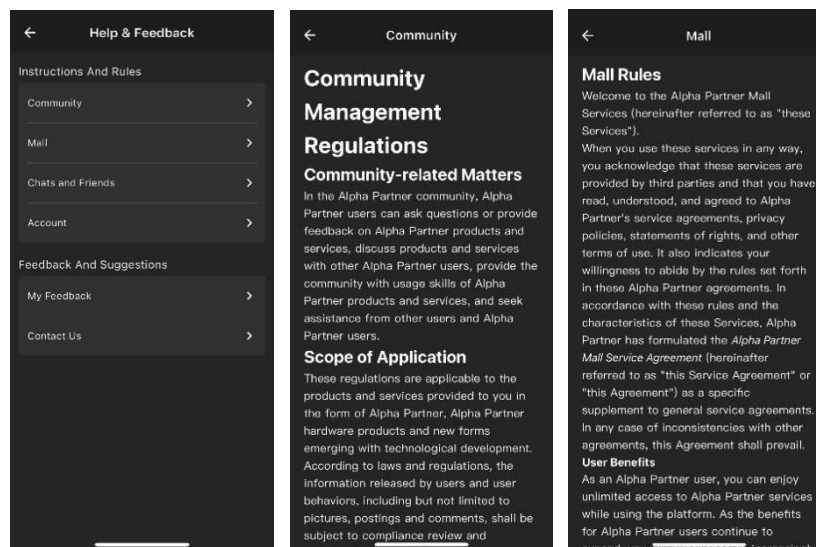 Help & Feedback
Instructions And Rules
Community
Mall
Chats and Friends
Account
Feedback And Suggestions
My Feedback
Contact Us
Community
Community
Management
Regulations
Community-related Matters
In the Alpha Partner community, Alpha
Partner users can ask questions or provide
feedback on Alpha Partner products and
services, discuss products and services
with other Alpha Partner users, provide the
community with usage skills of Alpha
Partner products and services, and seek
assistance from other users and Alpha
Partner users.
Scope of Application
These regulations are applicable to the
products and services provided to you in
the form of Alpha Partner, Alpha Partner
hardware products and new forms
emerging with technological development.
According to laws and regulations, the
information released by users and user
behaviors, including but not limited to
pictures, postings and comments, shall be
subject to compliance review and
Mall
Mall Rules
Welcome to the Alpha Partner Mall
Services (hereinafter referred to as "these
Services").
When you use these services in any way,
you acknowledge that these services are
provided by third parties and that you have
read, understood, and agreed to Alpha
Partner's service agreements, privacy
policies, statements of rights, and other
terms of use. It also indicates your
willingness to abide by the rules set forth
in these Alpha Partner agreements. In
accordance with these rules and the
characteristics of these Services, Alpha
Partner has formulated the Alpha Partner
Mall Service Agreement (hereinafter
referred to as "this Service Agreement" or
"this Agreement") as a specific
supplement to general service agreements.
In any case of inconsistencies with other
agreements, this Agreement shall prevail.
User Benefits
As an Alpha Partner user, you can enjoy
unlimited access to Alpha Partner services
while using the platform. As the benefits
for Alpha Partner users continue to